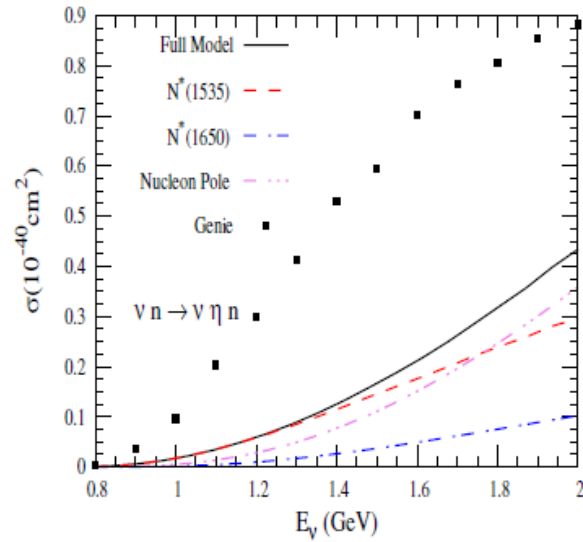 0.9
0.8
0.7
0.6
0.5
0.4
0.3
0.2
0.1
0
σ(10⁻⁴⁰cm²)
Full Model
N*(1535)
N*(1650)
Nucleon Pole
Genie
ν n → ν η n
0.8 1 1.2 1.4 1.6 1.8 2
E_ν (GeV)